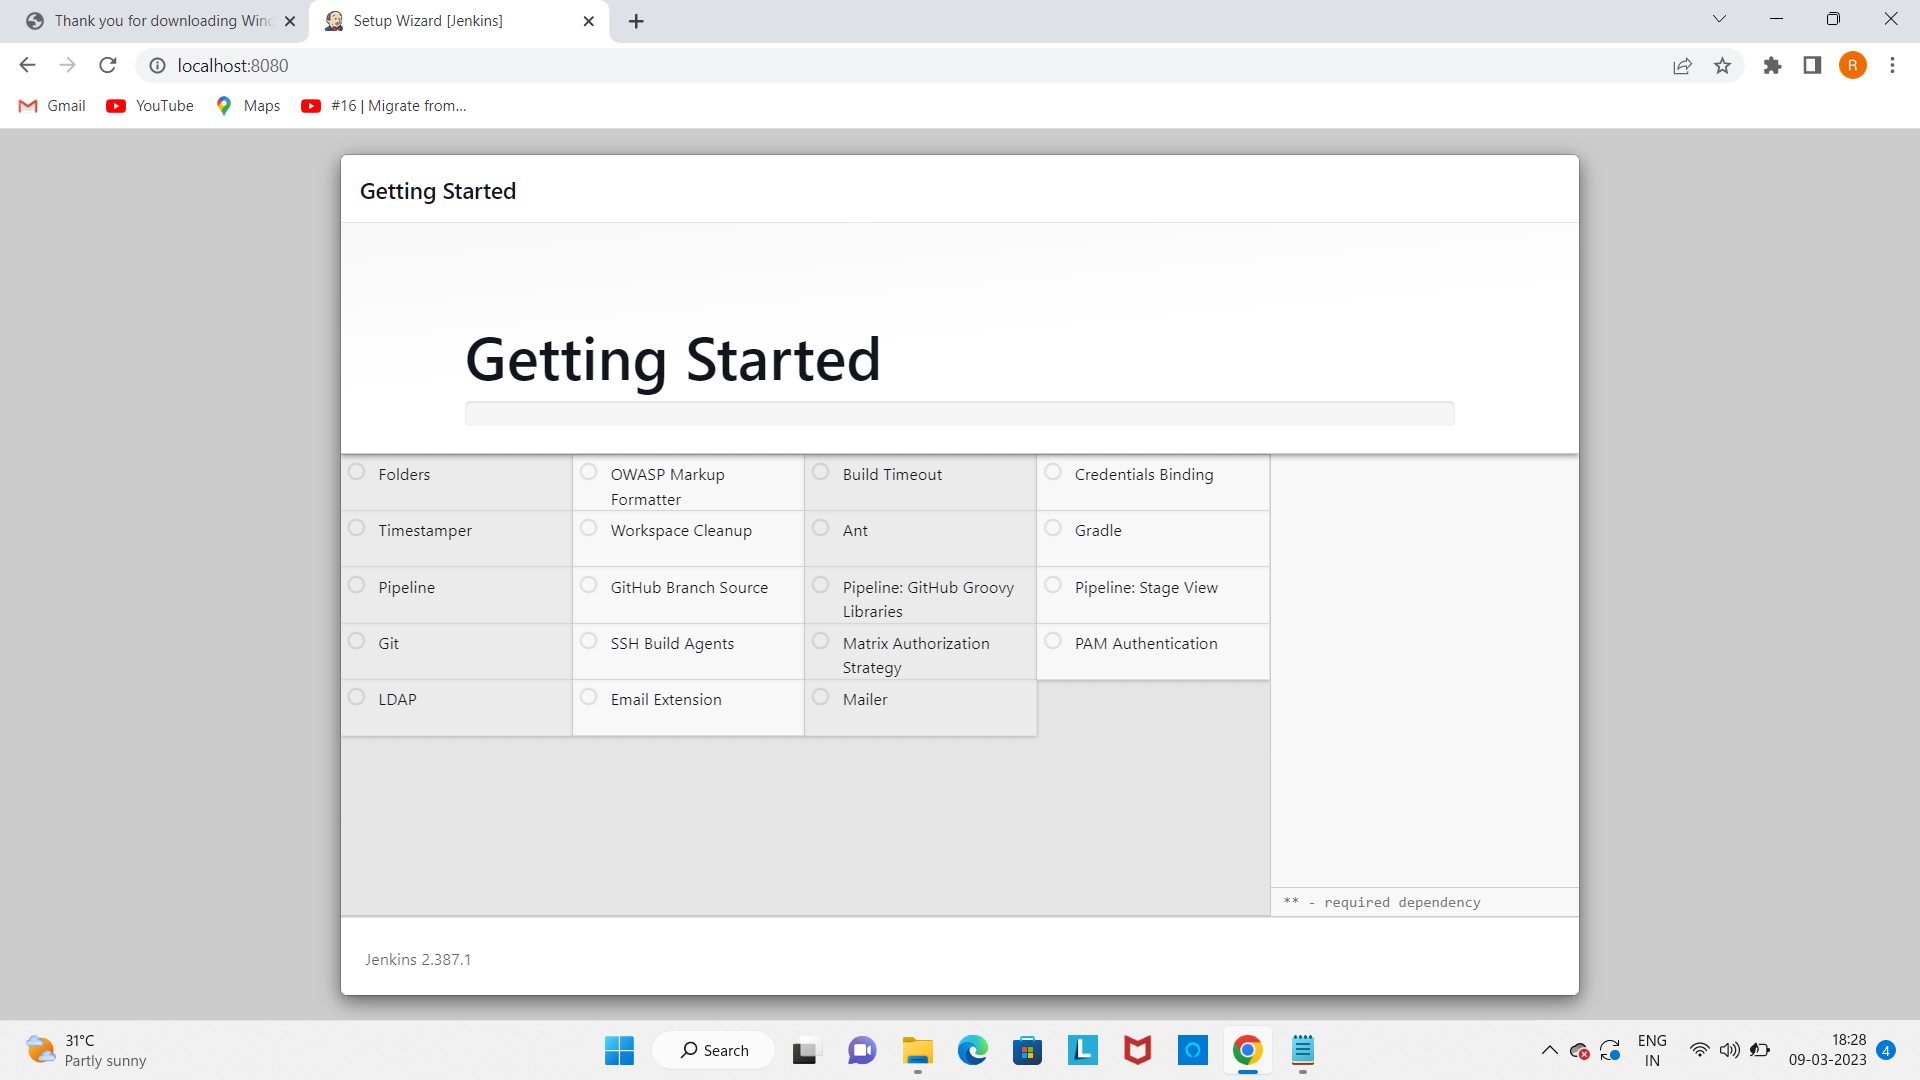 Thank you for downloading Wind
Setup Wizard [Jenkins]
localhost:8080
R
Gmail
YouTube
Maps
#16 | Migrate from...
Getting Started
Getting Started
Folders
OWASP Markup
Formatter
Build Timeout
Credentials Binding
Timestamper
Workspace Cleanup
Ant
Gradle
Pipeline
GitHub Branch Source
Pipeline: GitHub Groovy
Libraries
Pipeline: Stage View
Git
SSH Build Agents
Matrix Authorization
Strategy
PAM Authentication
LDAP
Email Extension
Mailer
** - required dependency
Jenkins 2.387.1
31°C
Partly sunny
Search
L
ENG
IN
18:28
09-03-2023
4